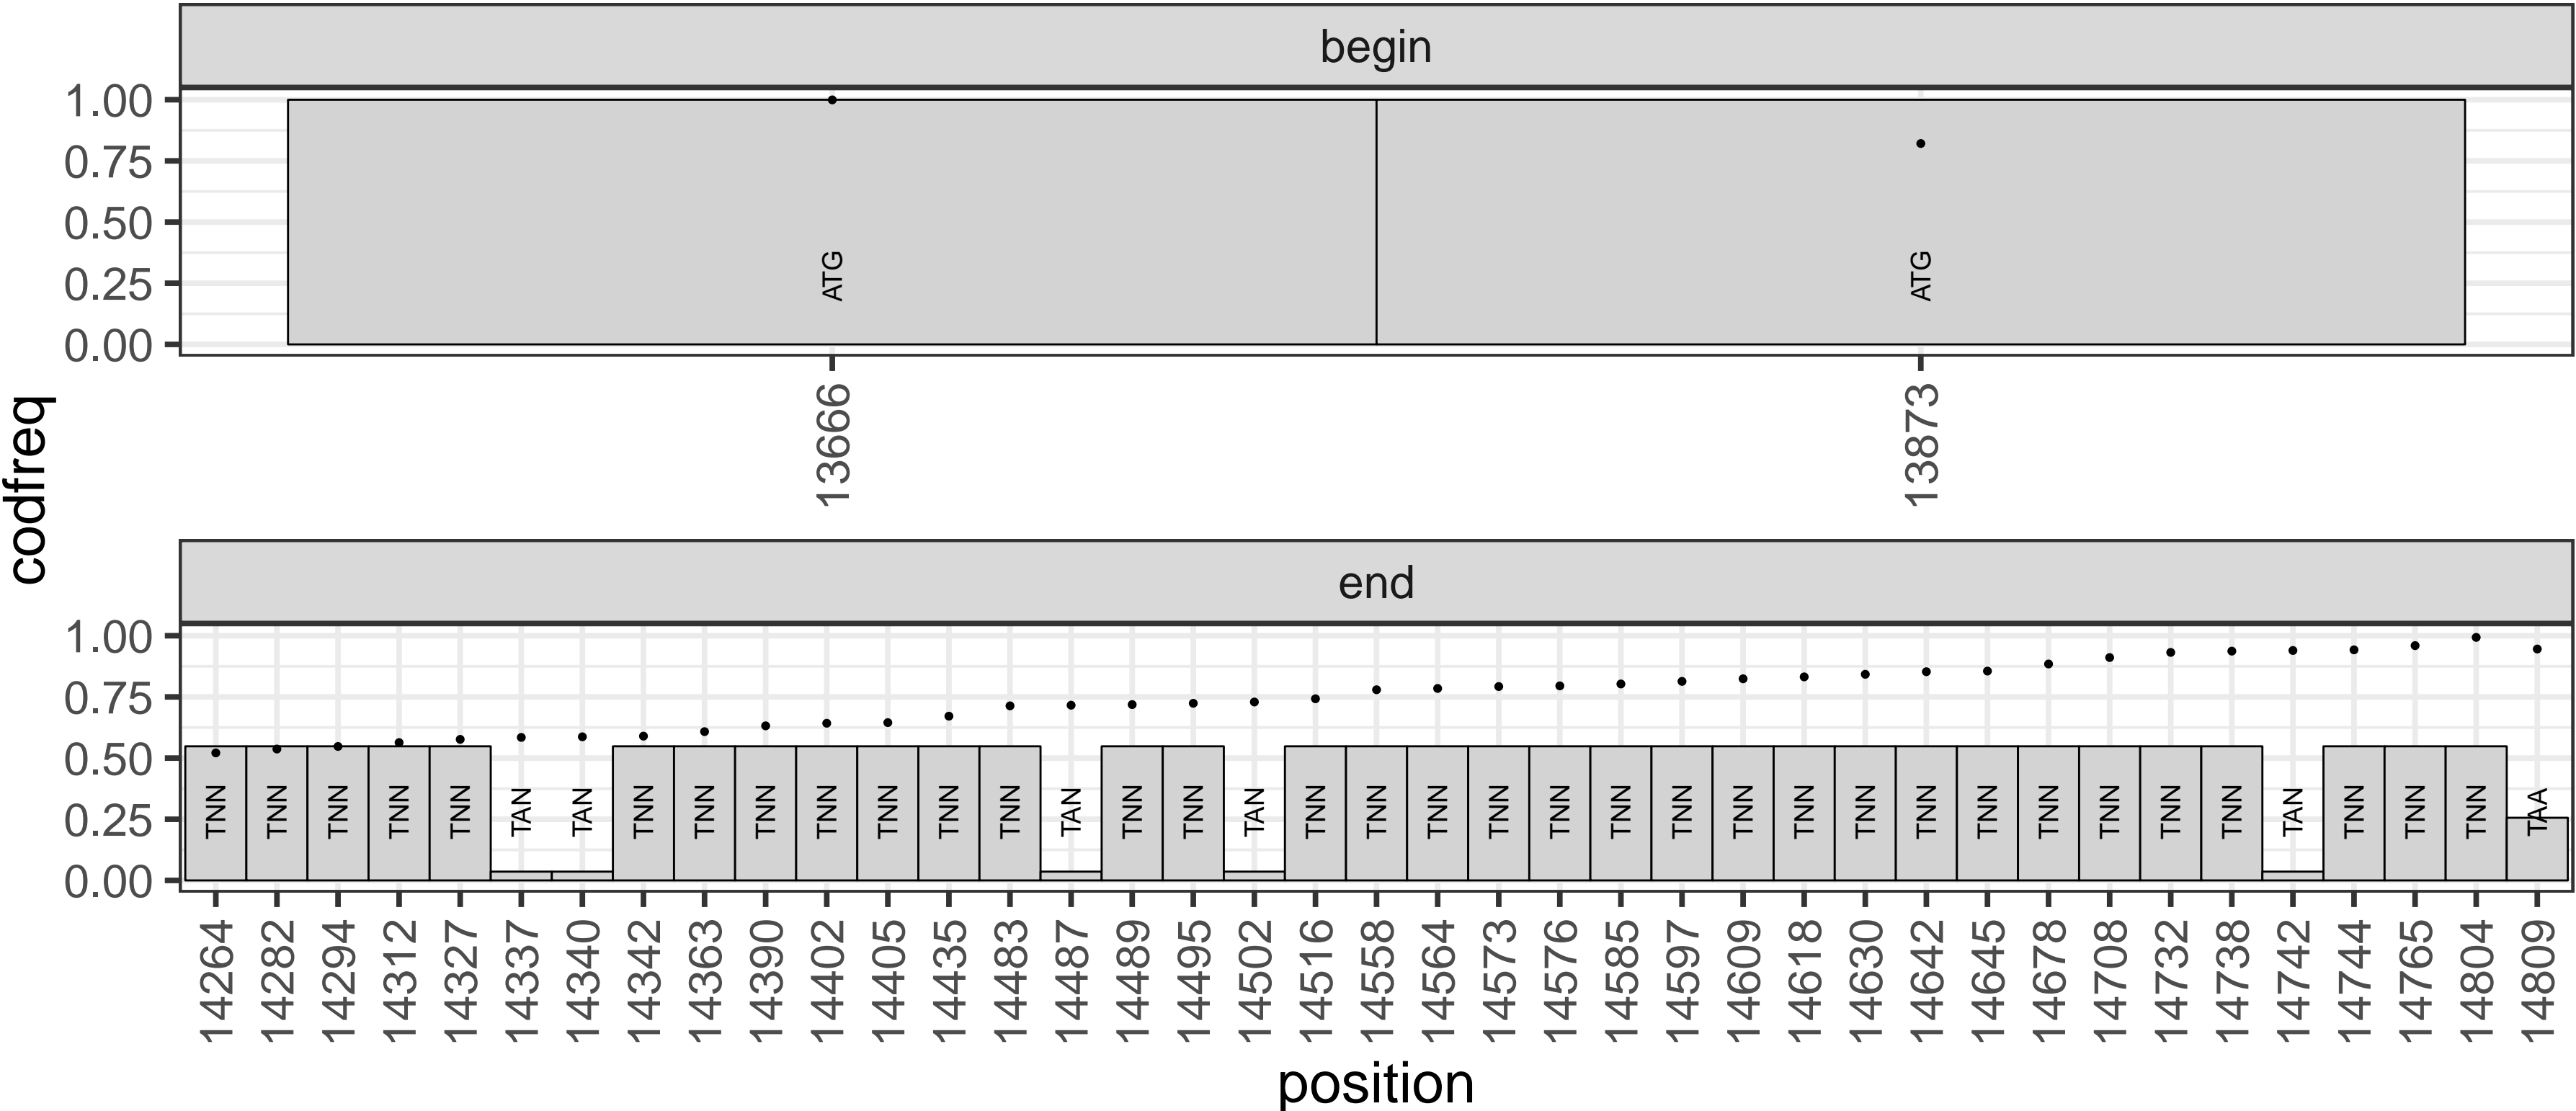 begin
codfreq
1.00
0.75
0.50
0.25
0.00
ATG ATG
13666 13873
end
1.00
0.75
0.50
0.25
0.00
TNN TNN TNN TNN TNN TAN TAN TNN TNN TNN TNN TNN TNN TNN TAN TNN TNN TAN TNN TNN TNN TNN TNN TNN TNN TNN TNN TNN TNN TNN TNN TNN TNN TNN TAN TNN TNN TNN TAA
14264 14282 14294 14312 14327 14337 14340 14342 14363 14390 14402 14405 14435 14483 14487 14489 14495 14502 14516 14558 14564 14573 14576 14585 14597 14609 14618 14630 14642 14645 14678 14708 14732 14738 14742 14744 14765 14804 14809
position